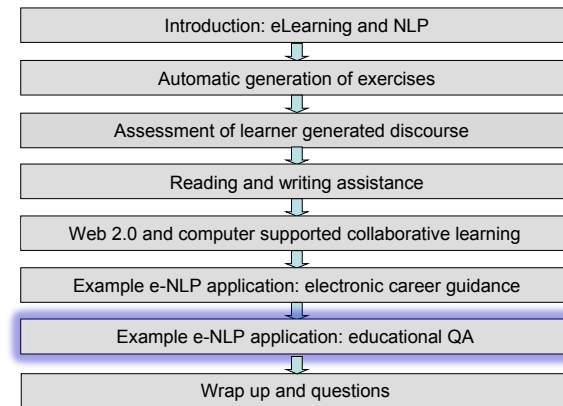 Introduction: eLearning and NLP
Automatic generation of exercises
Assessment of learner generated discourse
Reading and writing assistance
Web 2.0 and computer supported collaborative learning
Example e-NLP application: electronic career guidance
Example e-NLP application: educational QA
Wrap up and questions